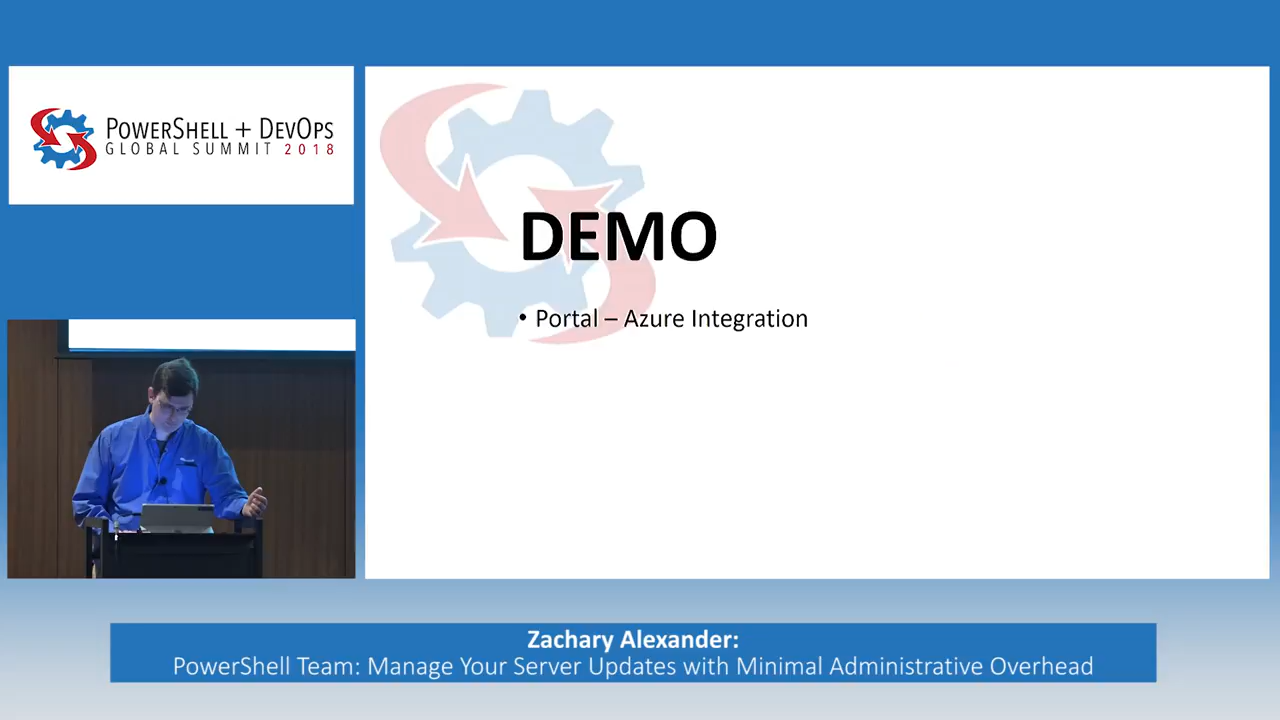 POWERSHELL + DEVOPS
GLOBAL SUMMIT 2018
DEMO
• Portal – Azure Integration
Zachary Alexander:
PowerShell Team: Manage Your Server Updates with Minimal Administrative Overhead